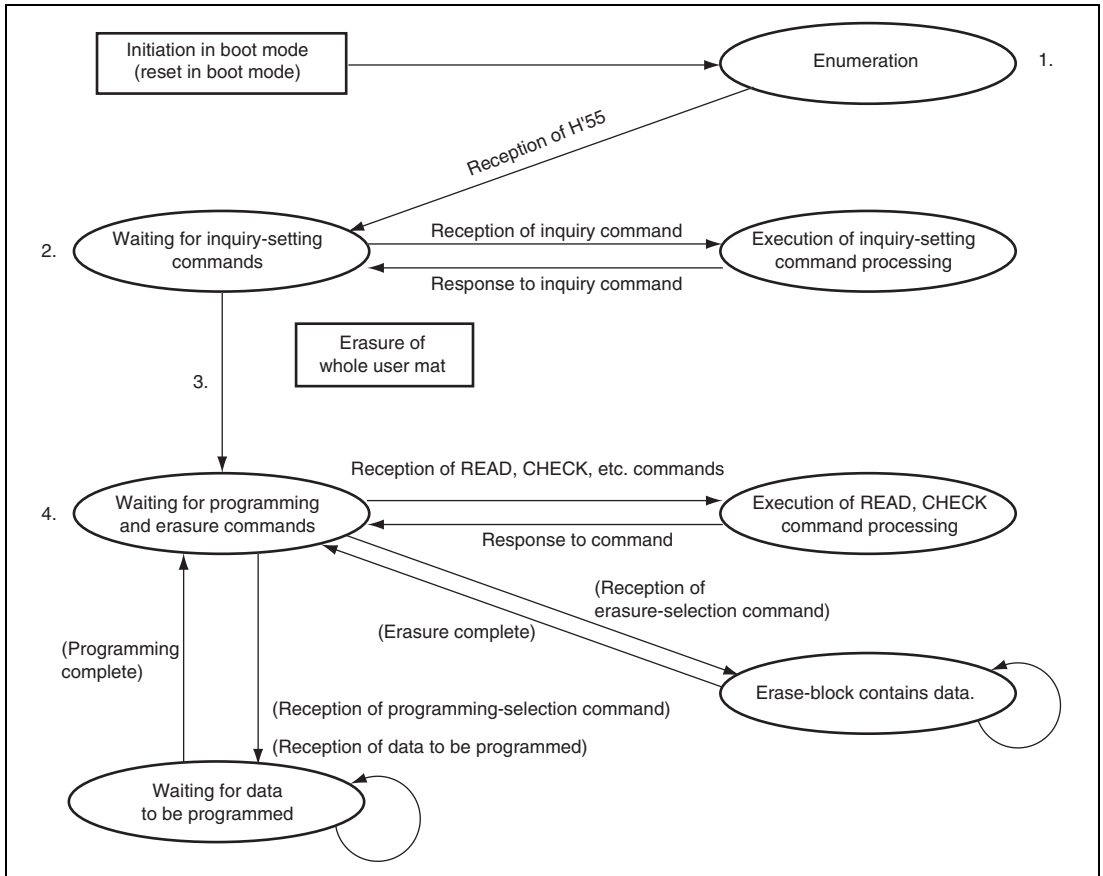 Initiation in boot mode
(reset in boot mode)
Enumeration
1.
Reception of H'55
2.
Waiting for inquiry-setting
commands
Reception of inquiry command
Response to inquiry command
Execution of inquiry-setting
command processing
Erasure of
whole user mat
3.
Reception of READ, CHECK, etc. commands
4.
Waiting for programming
and erasure commands
Execution of READ, CHECK
command processing
Response to command
(Reception of
erasure-selection command)
(Erasure complete)
(Programming
complete)
Erase-block contains data.
(Reception of programming-selection command)
(Reception of data to be programmed)
Waiting for data
to be programmed